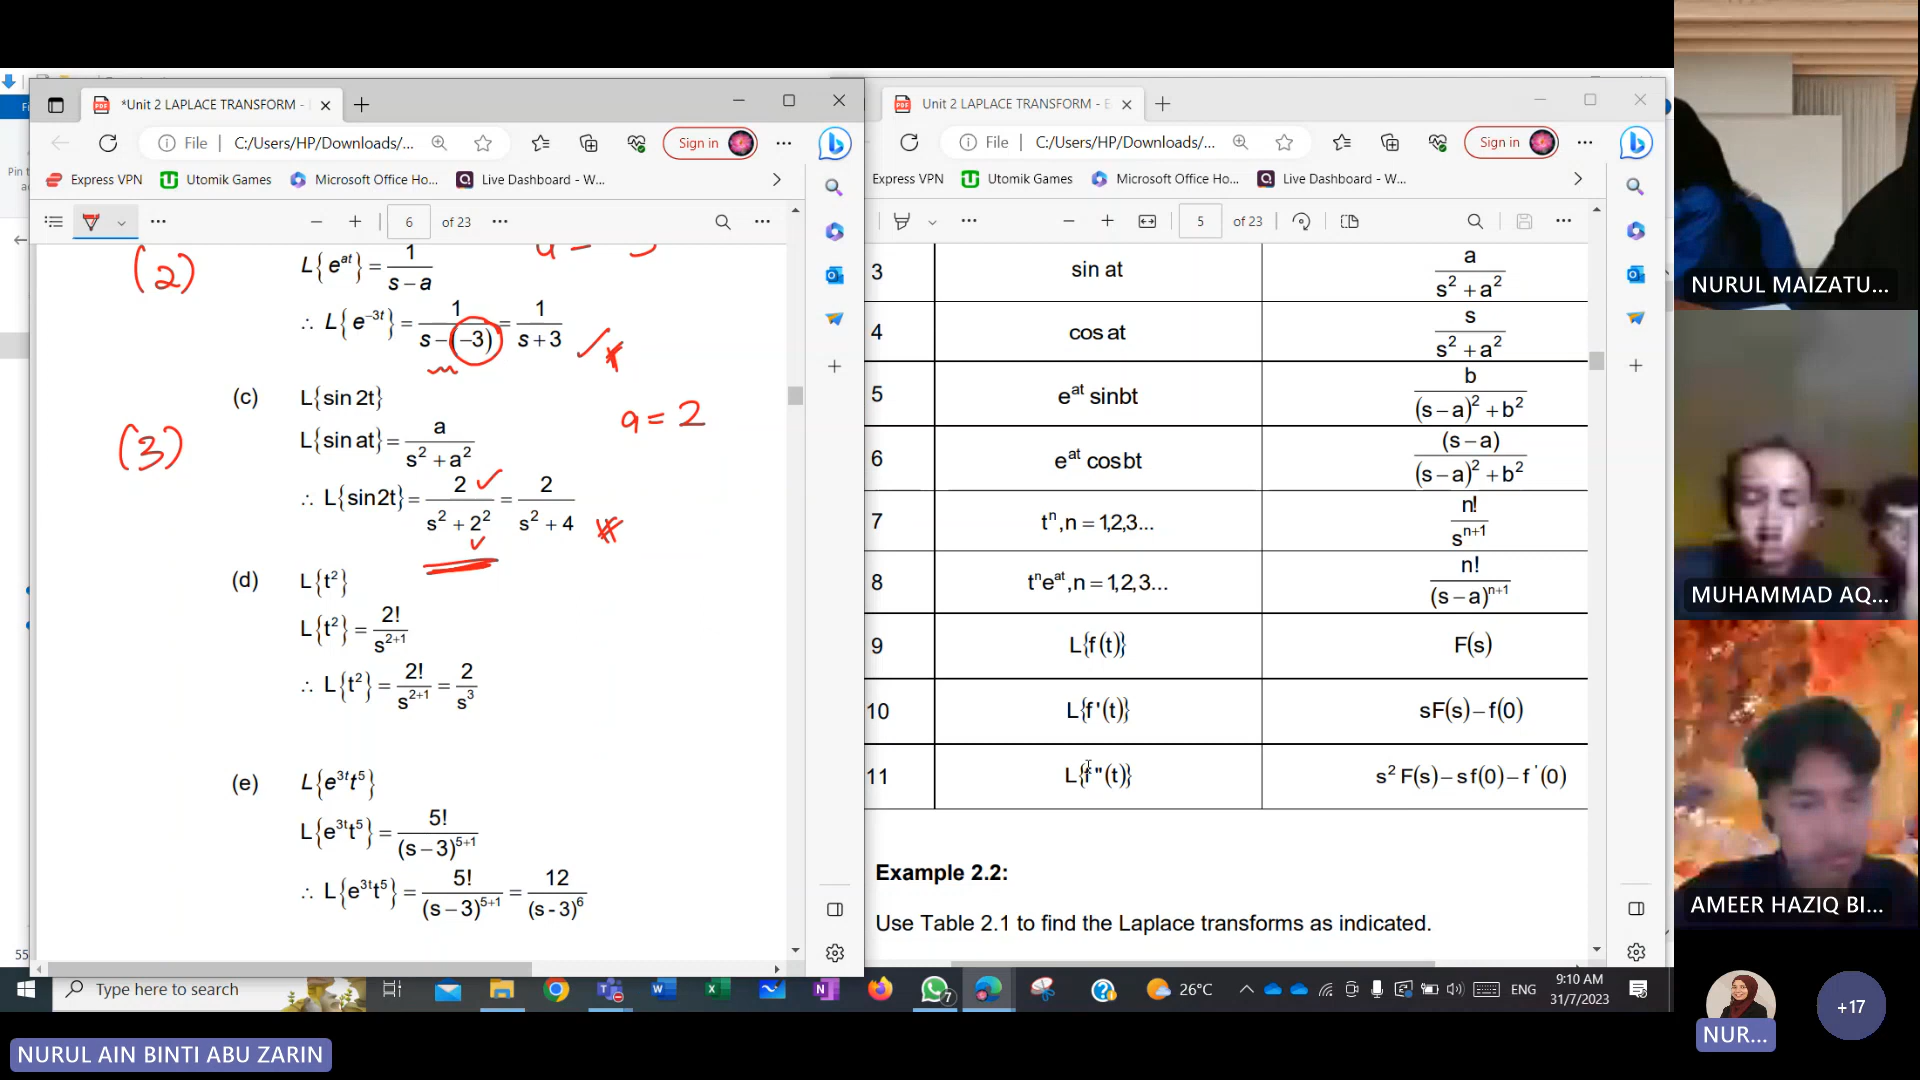 *Unit 2 LAPLACE TRANSFORM -
File C:/Users/HP/Downloads/... Sign in
Express VPN Utomik Games Microsoft Office Ho... Live Dashboard - W...
6 of 23
(2)
L{e^at} = 1/(s-a)
∴ L{e^-3t} = 1/(s-(-3)) = 1/(s+3)
(c) L{sin 2t}
a = 2
(3)
L{sin at} = a/(s²+a²)
∴ L{sin2t} = 2/(s²+2²) = 2/(s²+4)
(d) L{t²}
L{t²} = 2!/s^(2+1)
∴ L{t²} = 2!/s^(2+1) = 2/s³
(e) L{e^3t t^5}
L{e^3t t^5} = 5!/(s-3)^(5+1)
∴ L{e^3t t^5} = 5!/(s-3)^(5+1) = 12/(s-3)^6
Unit 2 LAPLACE TRANSFORM - E
File C:/Users/HP/Downloads/... Sign in
Express VPN Utomik Games Microsoft Office Ho... Live Dashboard - W...
5 of 23
3 sin at a/(s²+a²)
4 cos at s/(s²+a²)
5 e^at sinbt b/((s-a)²+b²)
6 e^at cosbt (s-a)/((s-a)²+b²)
7 t^n, n = 1,2,3... n!/s^(n+1)
8 t^n e^at, n = 1,2,3... n!/(s-a)^(n+1)
9 L{f(t)} F(s)
10 L{f'(t)} sF(s)-f(0)
11 L{f"(t)} s²F(s)-sf(0)-f'(0)
Example 2.2:
Use Table 2.1 to find the Laplace transforms as indicated.
NURUL MAIZATU...
MUHAMMAD AQ...
AMEER HAZIQ BI...
NUR...
+17
Type here to search
7
26°C
ENG
9:10 AM
31/7/2023
NURUL AIN BINTI ABU ZARIN